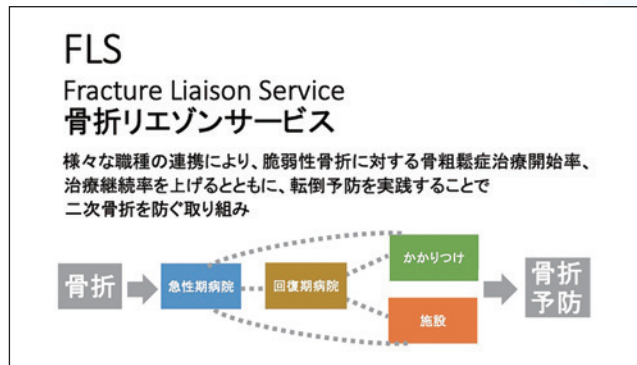 FLS
Fracture Liaison Service
骨折リエゾンサービス
様々な職種の連携により、脆弱性骨折に対する骨粗鬆症治療開始率、
治療継続率を上げるとともに、転倒予防を実践することで
二次骨折を防ぐ取り組み
骨折
急性期病院
回復期病院
かかりつけ
施設
骨折
予防